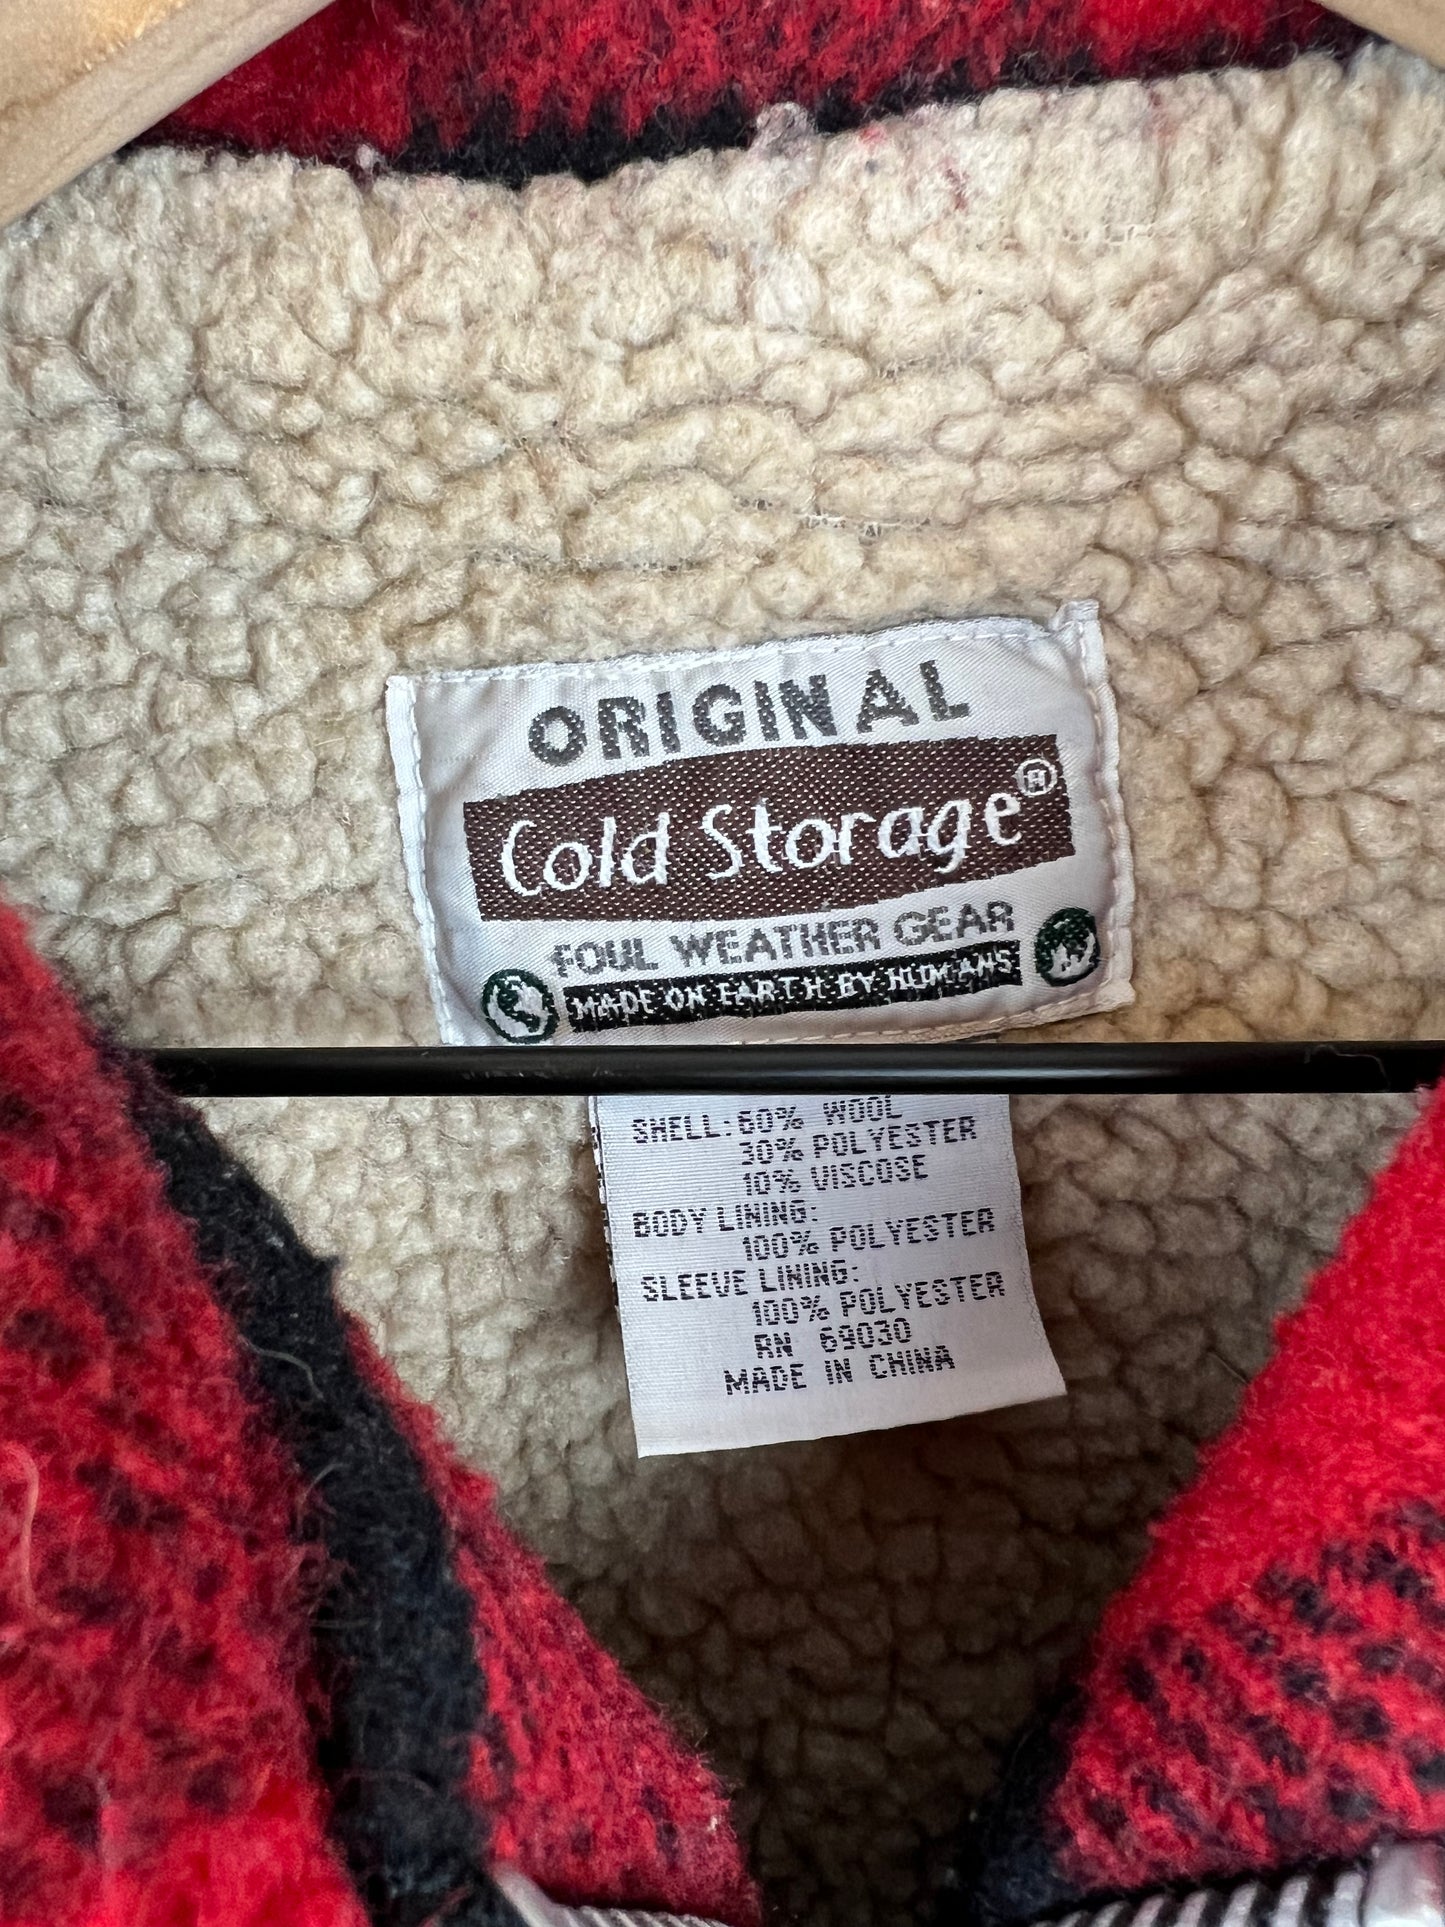 ORIGINAL
Cold Storage®
FOUL WEATHER GEAR
MADE ON EARTH BY HUMANS
SHELL: 60% WOOL
30% POLYESTER
10% VISCOSE
BODY LINING:
100% POLYESTER
SLEEVE LINING:
100% POLYESTER
RN 69030
MADE IN CHINA